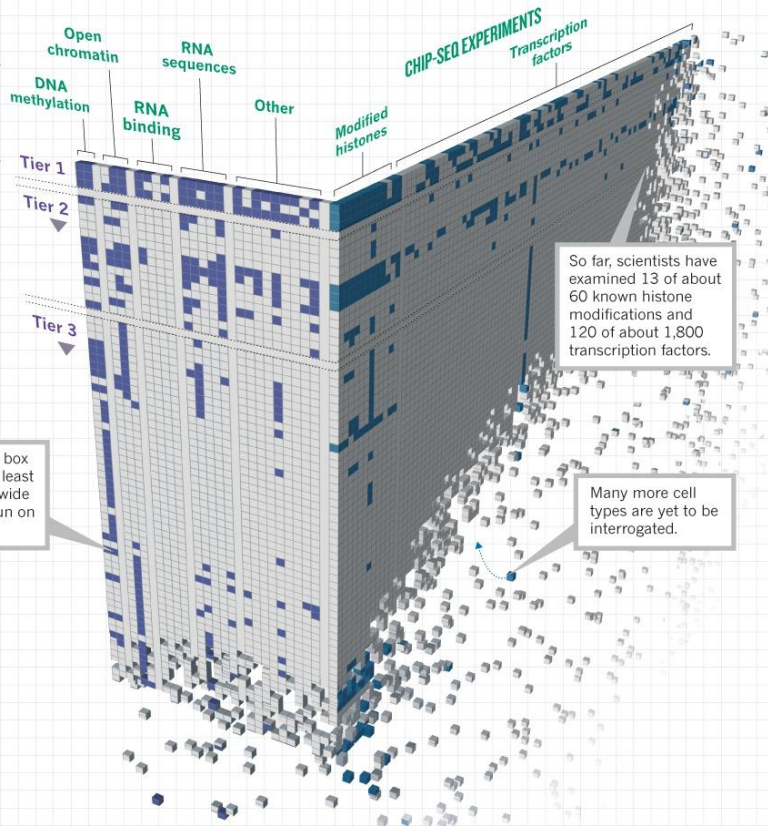 CHIP-SEQ EXPERIMENTS
Open
chromatin
RNA
sequences
Transcription
factors
DNA
methylation
RNA
binding
Other
Modified
histones
Tier 1
Tier 2
Tier 3
So far, scientists have
examined 13 of about
60 known histone
modifications and
120 of about 1,800
transcription factors.
box
least
wide
un on
Many more cell
types are yet to be
interrogated.